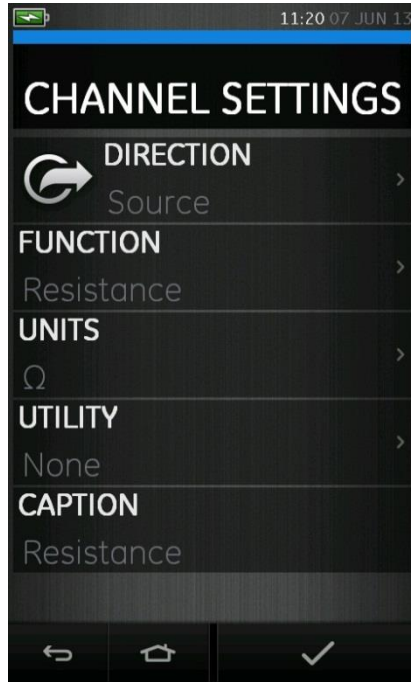 11:20 07 JUN 13
CHANNEL SETTINGS
DIRECTION
Source
FUNCTION
Resistance
UNITS
Ω
UTILITY
None
CAPTION
Resistance